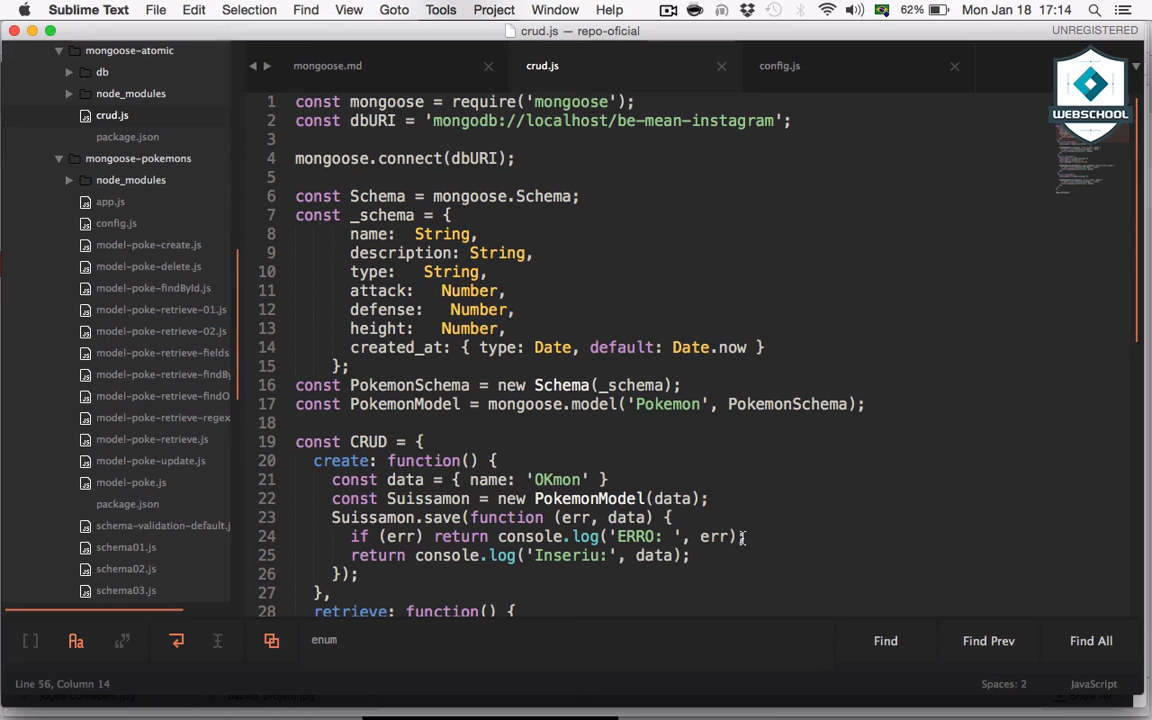 Sublime Text File Edit Selection Find View Goto Tools Project Window Help 62% Mon Jan 18 17:14
crud.js — repo-oficial UNREGISTERED
mongoose-atomic
db
node_modules
crud.js
package.json
mongoose-pokemons
node_modules
app.js
config.js
model-poke-create.js
model-poke-delete.js
model-poke-findById.js
model-poke-retrieve-01.js
model-poke-retrieve-02.js
model-poke-retrieve-fields
model-poke-retrieve-findBy
model-poke-retrieve-findO
model-poke-retrieve-regex
model-poke-retrieve.js
model-poke-update.js
model-poke.js
package.json
schema-validation-default.j
schema01.js
schema02.js
schema03.js
mongoose.md crud.js config.js
WEBSCHOOL
1 const mongoose = require('mongoose');
2 const dbURI = 'mongodb://localhost/be-mean-instagram';
3
4 mongoose.connect(dbURI);
5
6 const Schema = mongoose.Schema;
7 const _schema = {
8 name: String,
9 description: String,
10 type: String,
11 attack: Number,
12 defense: Number,
13 height: Number,
14 created_at: { type: Date, default: Date.now }
15 };
16 const PokemonSchema = new Schema(_schema);
17 const PokemonModel = mongoose.model('Pokemon', PokemonSchema);
18
19 const CRUD = {
20 create: function() {
21 const data = { name: 'OKmon' }
22 const Suissamon = new PokemonModel(data);
23 Suissamon.save(function (err, data) {
24 if (err) return console.log('ERRO: ', err);
25 return console.log('Inseriu:', data);
26 });
27 },
28 retrieve: function() {
Aa enum Find Find Prev Find All
Line 56, Column 14 Spaces: 2 JavaScript